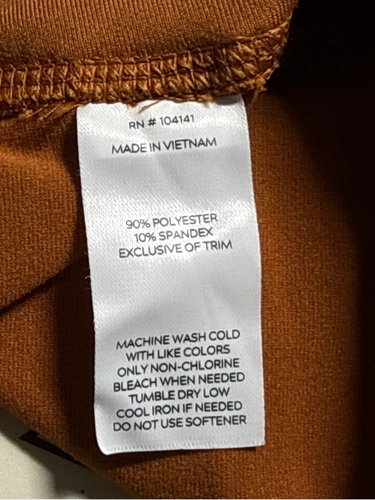 RN # 104141
MADE IN VIETNAM
90% POLYESTER
10% SPANDEX
EXCLUSIVE OF TRIM
MACHINE WASH COLD
WITH LIKE COLORS
ONLY NON-CHLORINE
BLEACH WHEN NEEDED
TUMBLE DRY LOW
COOL IRON IF NEEDED
DO NOT USE SOFTENER